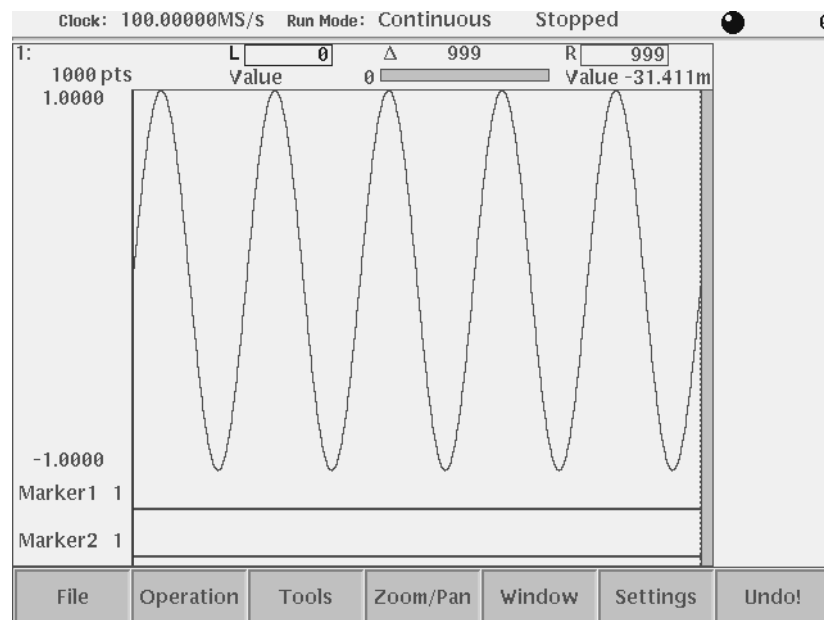 Clock: 100.00000MS/s Run Mode: Continuous Stopped
1: L 0 Δ 999 R 999
1000 pts Value 0 Value -31.411m
1.0000
-1.0000
Marker1 1
Marker2 1
File Operation Tools Zoom/Pan Window Settings Undo!